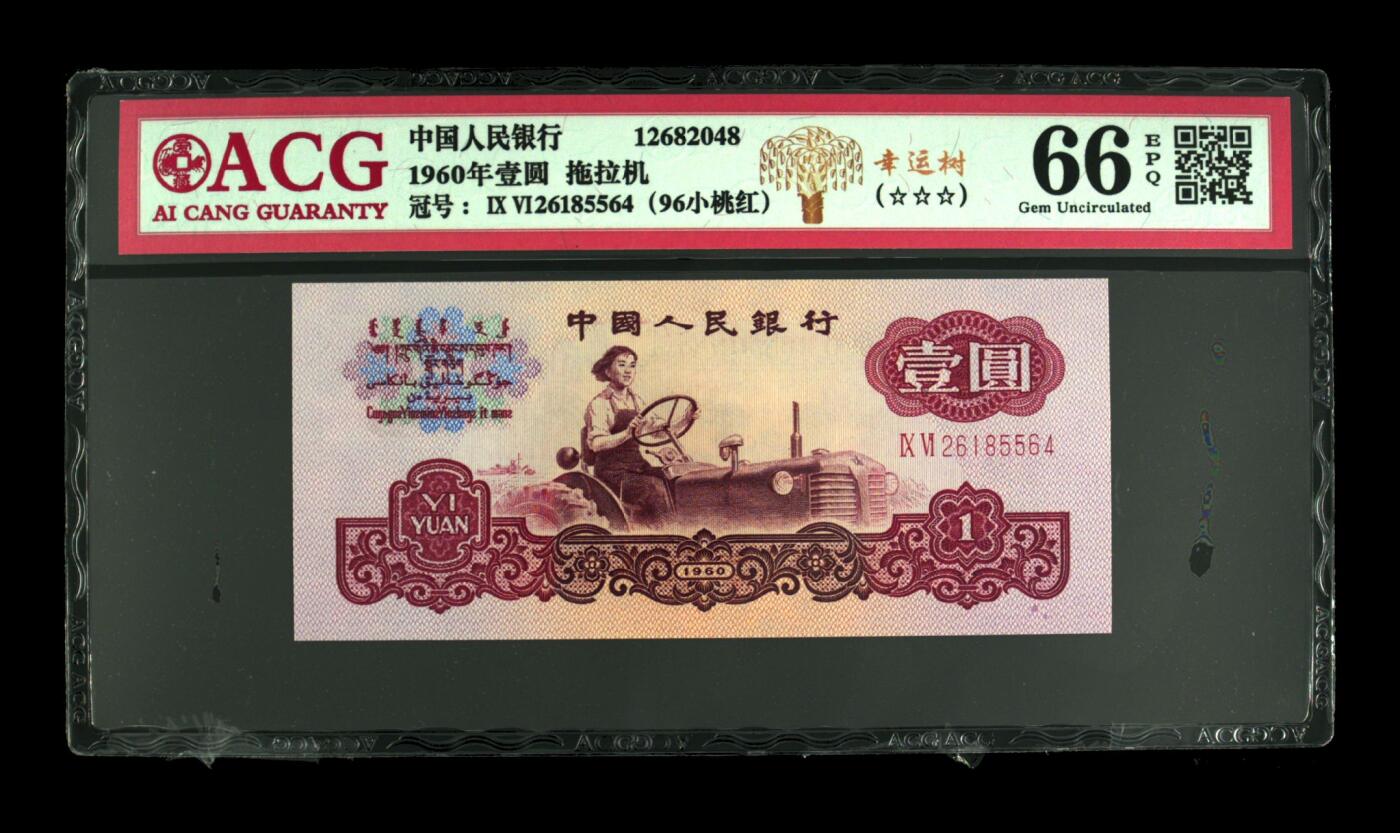 ACG
AI CANG GUARANTY
中国人民银行 12682048
1960年壹圆 拖拉机
冠号： IX VI26185564（96小桃红）
幸运树
(☆☆☆)
66
EPQ
Gem Uncirculated
中國人民銀行
壹圓
IX VI 26185564
YI
YUAN
1
1960